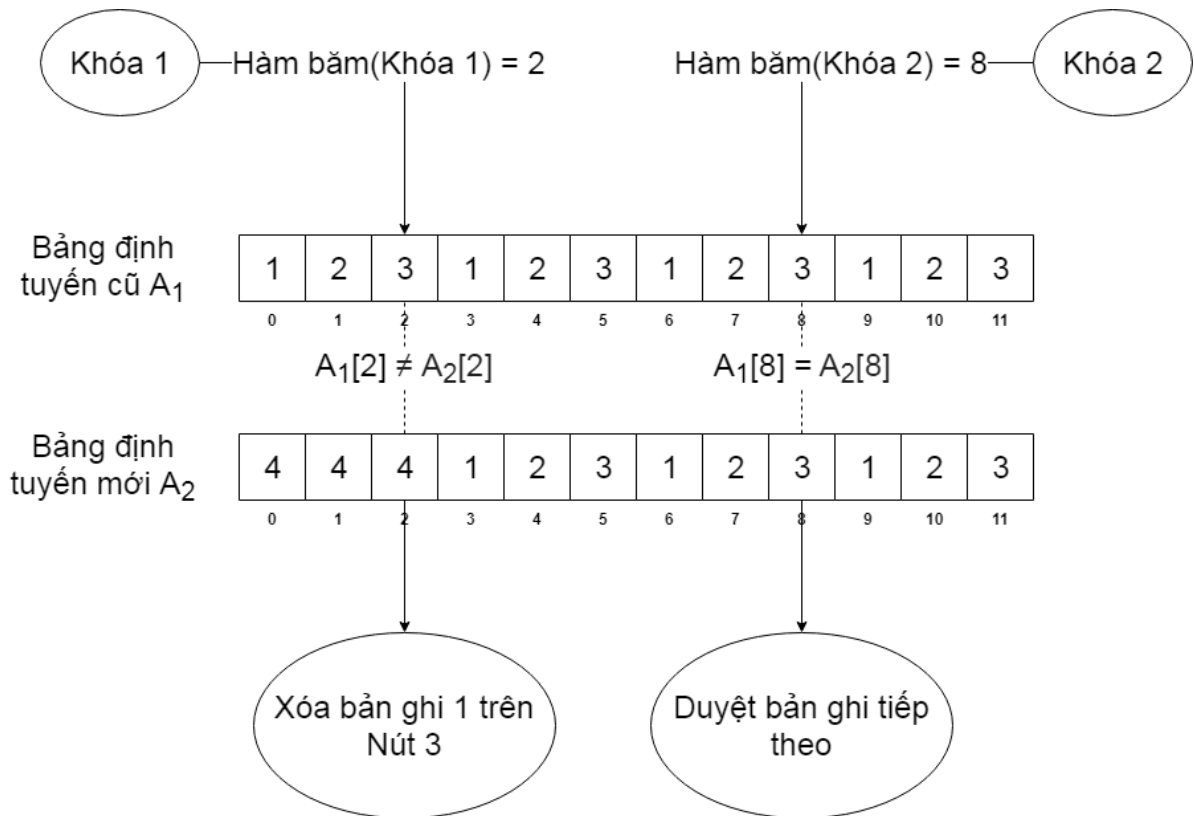 Khóa 1
Hàm băm(Khóa 1) = 2
Hàm băm(Khóa 2) = 8
Khóa 2
Bảng định
tuyến cũ A1
1 2 3 1 2 3 1 2 3 1 2 3
0 1 2 3 4 5 6 7 8 9 10 11
A1[2] ≠ A2[2]
A1[8] = A2[8]
Bảng định
tuyến mới A2
4 4 4 1 2 3 1 2 3 1 2 3
0 1 2 3 4 5 6 7 8 9 10 11
Xóa bản ghi 1 trên
Nút 3
Duyệt bản ghi tiếp
theo